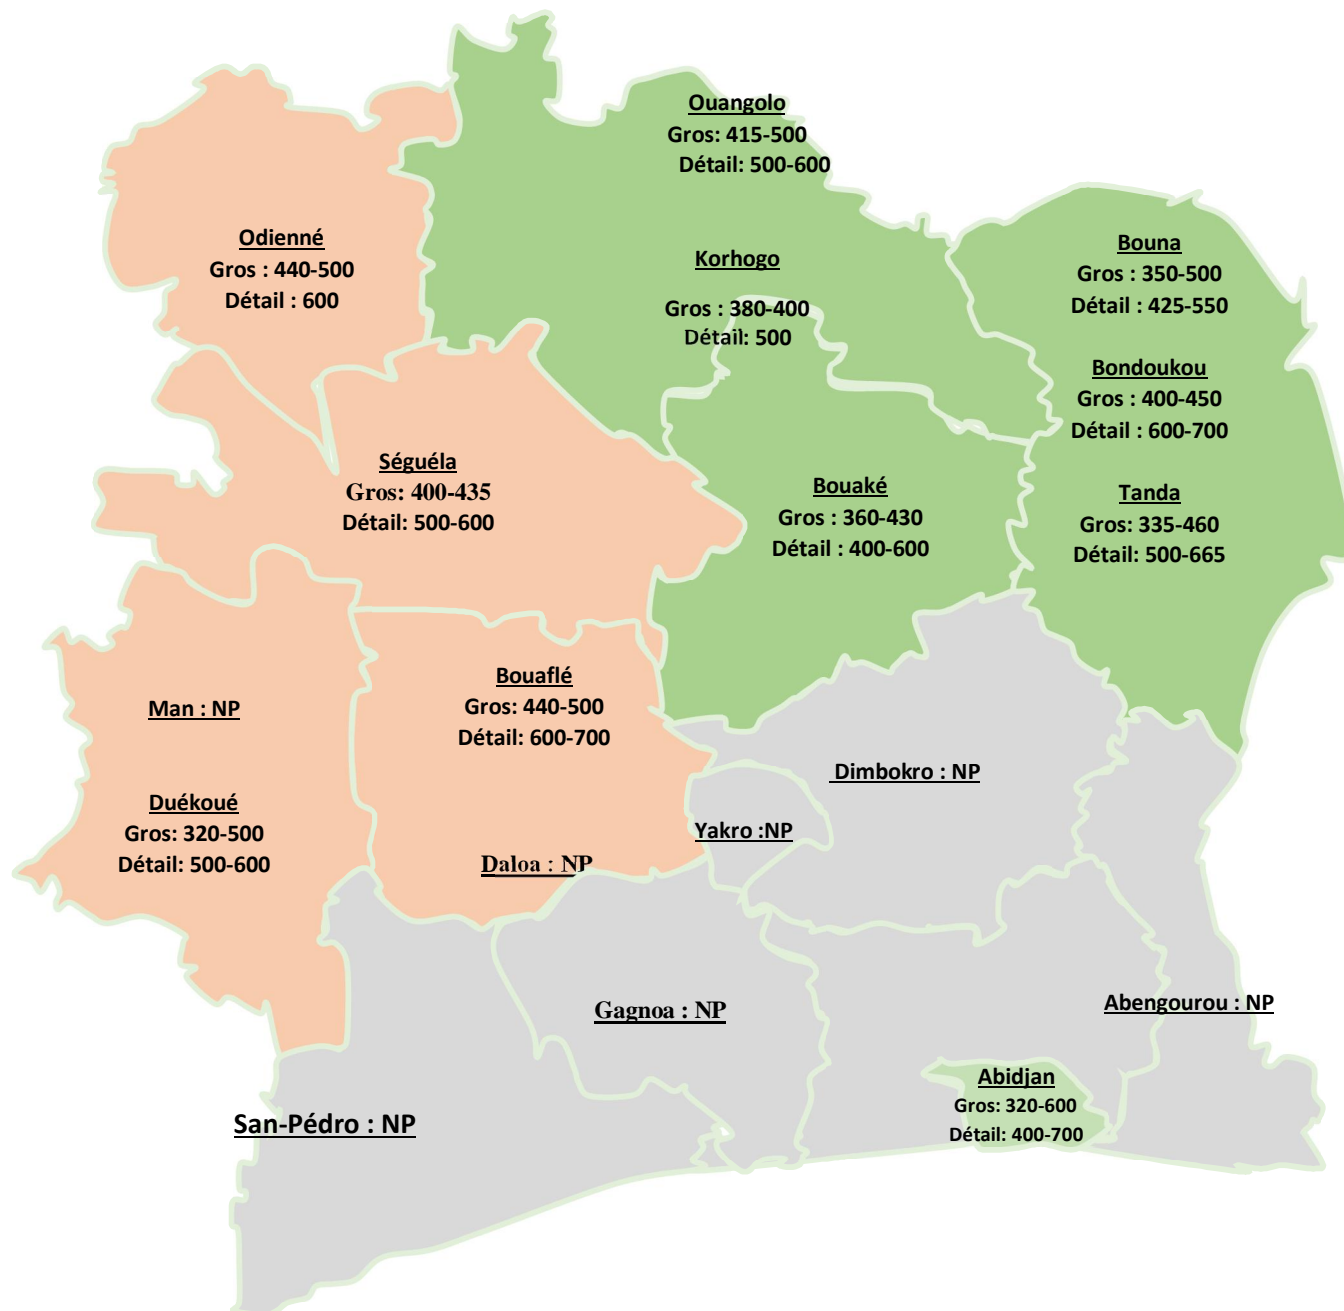 Ouangolo
Gros: 415-500
Détail: 500-600
Odienné
Gros : 440-500
Détail : 600
Korhogo
Gros : 380-400
Détail: 500
Bouna
Gros : 350-500
Détail : 425-550
Bondoukou
Gros : 400-450
Détail : 600-700
Séguéla
Gros: 400-435
Détail: 500-600
Bouaké
Gros : 360-430
Détail : 400-600
Tanda
Gros: 335-460
Détail: 500-665
Man : NP
Bouaflé
Gros: 440-500
Détail: 600-700
Duékoué
Gros: 320-500
Détail: 500-600
Daloa : NP
Dimbokro : NP
Yakro :NP
Gagnoa : NP
Abengourou : NP
San-Pédro : NP
Abidjan
Gros: 320-600
Détail: 400-700